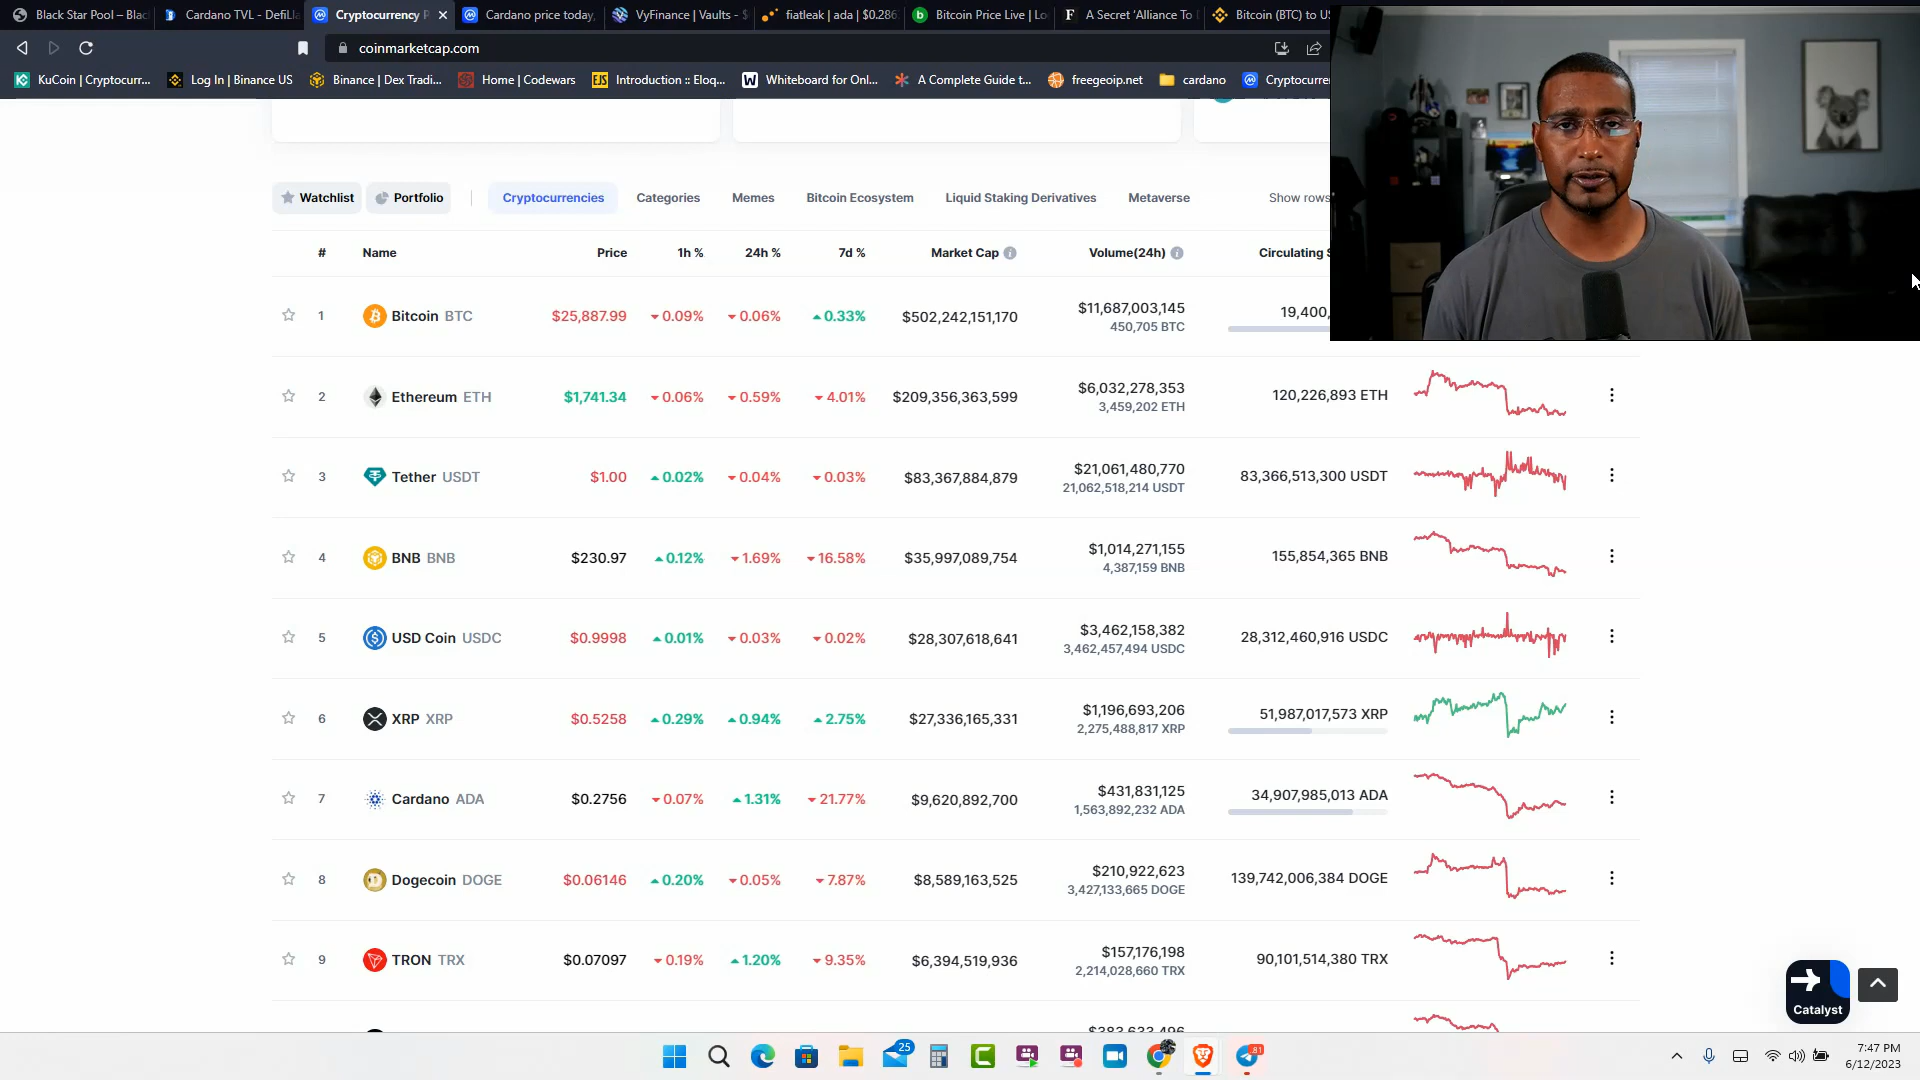 Black Star Pool – Blac
Cardano TVL - DefiLl
Cryptocurrency P
Cardano price today,
VyFinance | Vaults - $
fiatleak | ada | $0.286
Bitcoin Price Live | Lo
A Secret ‘Alliance To
Bitcoin (BTC) to US
coinmarketcap.com
KuCoin | Cryptocurr...
Log In | Binance US
Binance | Dex Tradi...
Home | Codewars
Introduction :: Eloq...
Whiteboard for Onl...
A Complete Guide t...
freegeoip.net
cardano
Cryptocurre
Watchlist
Portfolio
Cryptocurrencies
Categories
Memes
Bitcoin Ecosystem
Liquid Staking Derivatives
Metaverse
Show rows
# Name Price 1h % 24h % 7d % Market Cap Volume(24h) Circulating S
1 Bitcoin BTC $25,887.99 0.09% 0.06% 0.33% $502,242,151,170 $11,687,003,145 19,400,
450,705 BTC
2 Ethereum ETH $1,741.34 0.06% 0.59% 4.01% $209,356,363,599 $6,032,278,353 120,226,893 ETH
3,459,202 ETH
3 Tether USDT $1.00 0.02% 0.04% 0.03% $83,367,884,879 $21,061,480,770 83,366,513,300 USDT
21,062,518,214 USDT
4 BNB BNB $230.97 0.12% 1.69% 16.58% $35,997,089,754 $1,014,271,155 155,854,365 BNB
4,387,159 BNB
5 USD Coin USDC $0.9998 0.01% 0.03% 0.02% $28,307,618,641 $3,462,158,382 28,312,460,916 USDC
3,462,457,494 USDC
6 XRP XRP $0.5258 0.29% 0.94% 2.75% $27,336,165,331 $1,196,693,206 51,987,017,573 XRP
2,275,488,817 XRP
7 Cardano ADA $0.2756 0.07% 1.31% 21.77% $9,620,892,700 $431,831,125 34,907,985,013 ADA
1,563,892,232 ADA
8 Dogecoin DOGE $0.06146 0.20% 0.05% 7.87% $8,589,163,525 $210,922,623 139,742,006,384 DOGE
3,427,133,665 DOGE
9 TRON TRX $0.07097 0.19% 1.20% 9.35% $6,394,519,936 $157,176,198 90,101,514,380 TRX
2,214,028,660 TRX
Catalyst
25
81
7:47 PM
6/12/2023